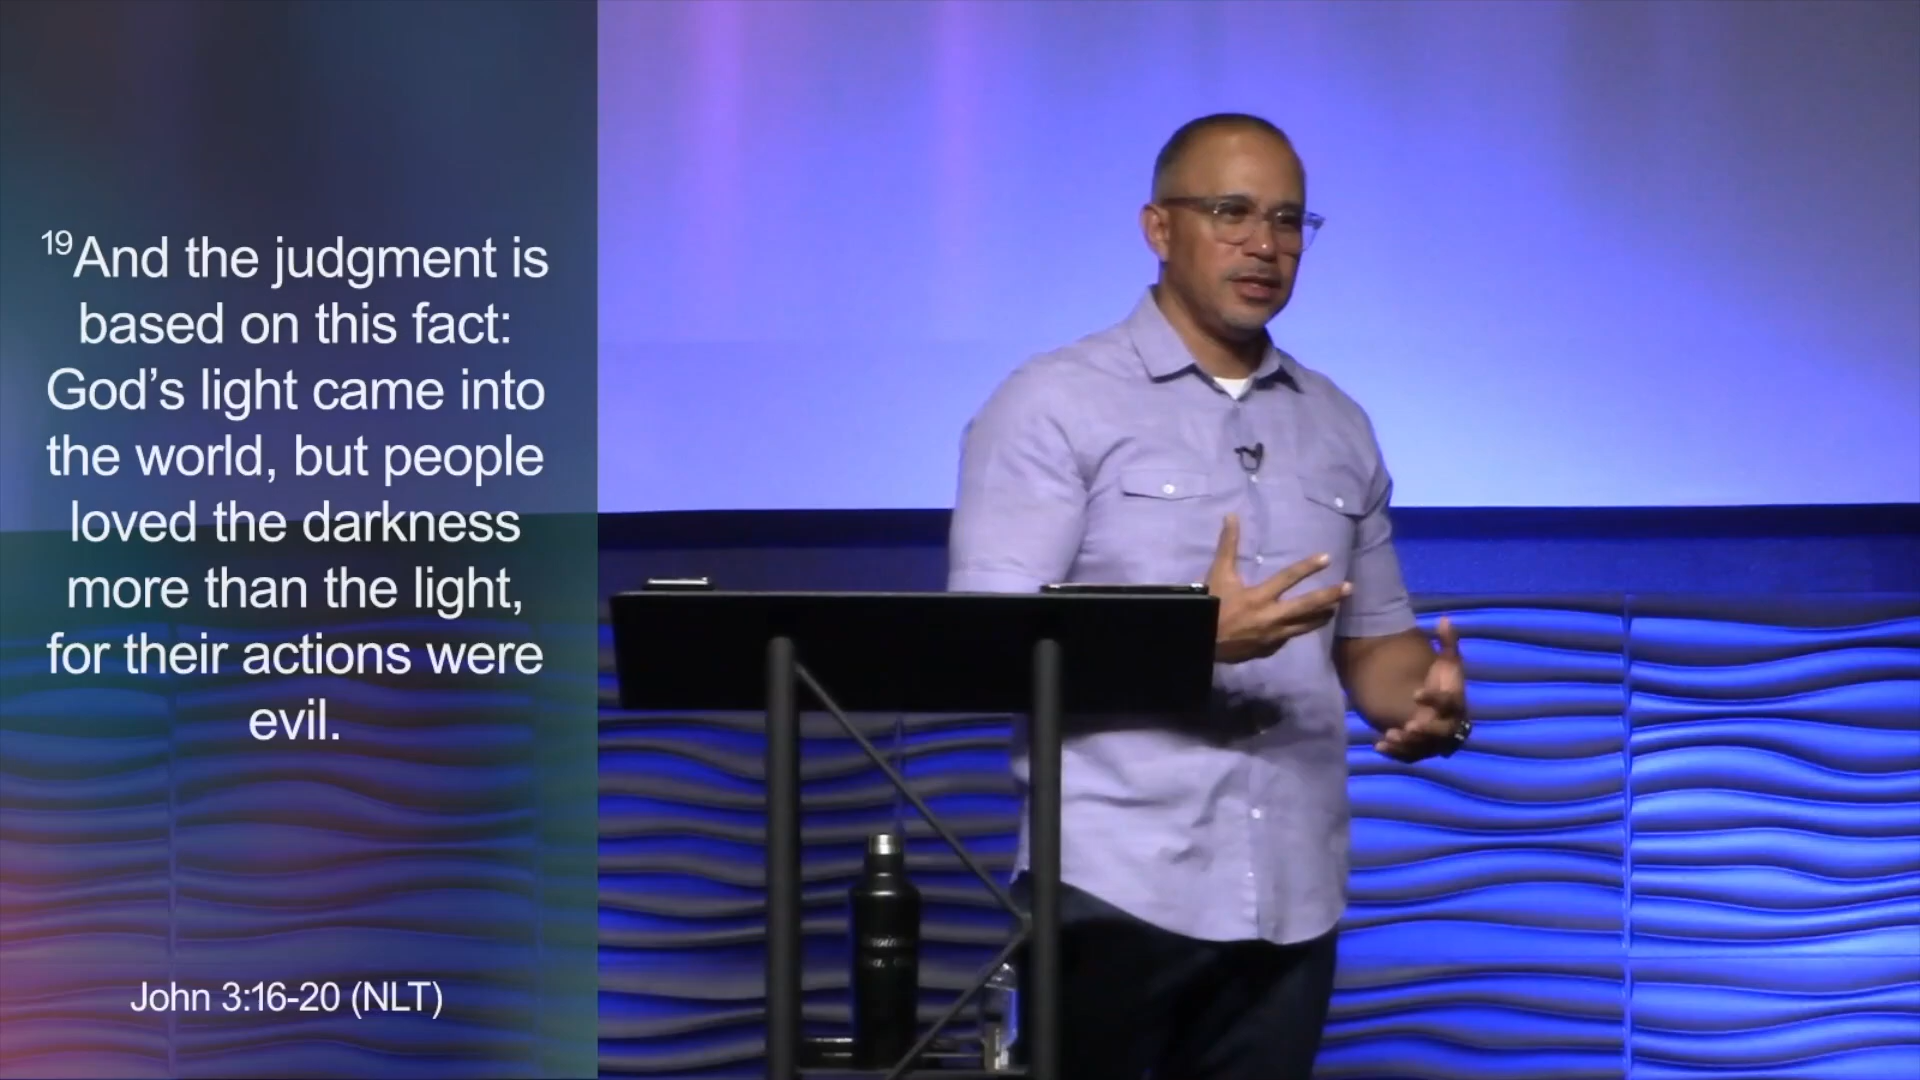 ¹⁹And the judgment is
based on this fact:
God’s light came into
the world, but people
loved the darkness
more than the light,
for their actions were
evil.
John 3:16-20 (NLT)